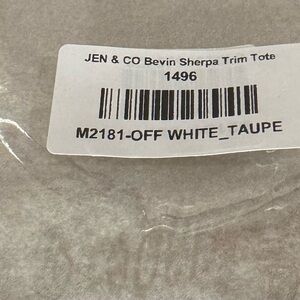 JEN & CO Bevin Sherpa Trim Tote
1496
M2181-OFF WHITE_TAUPE